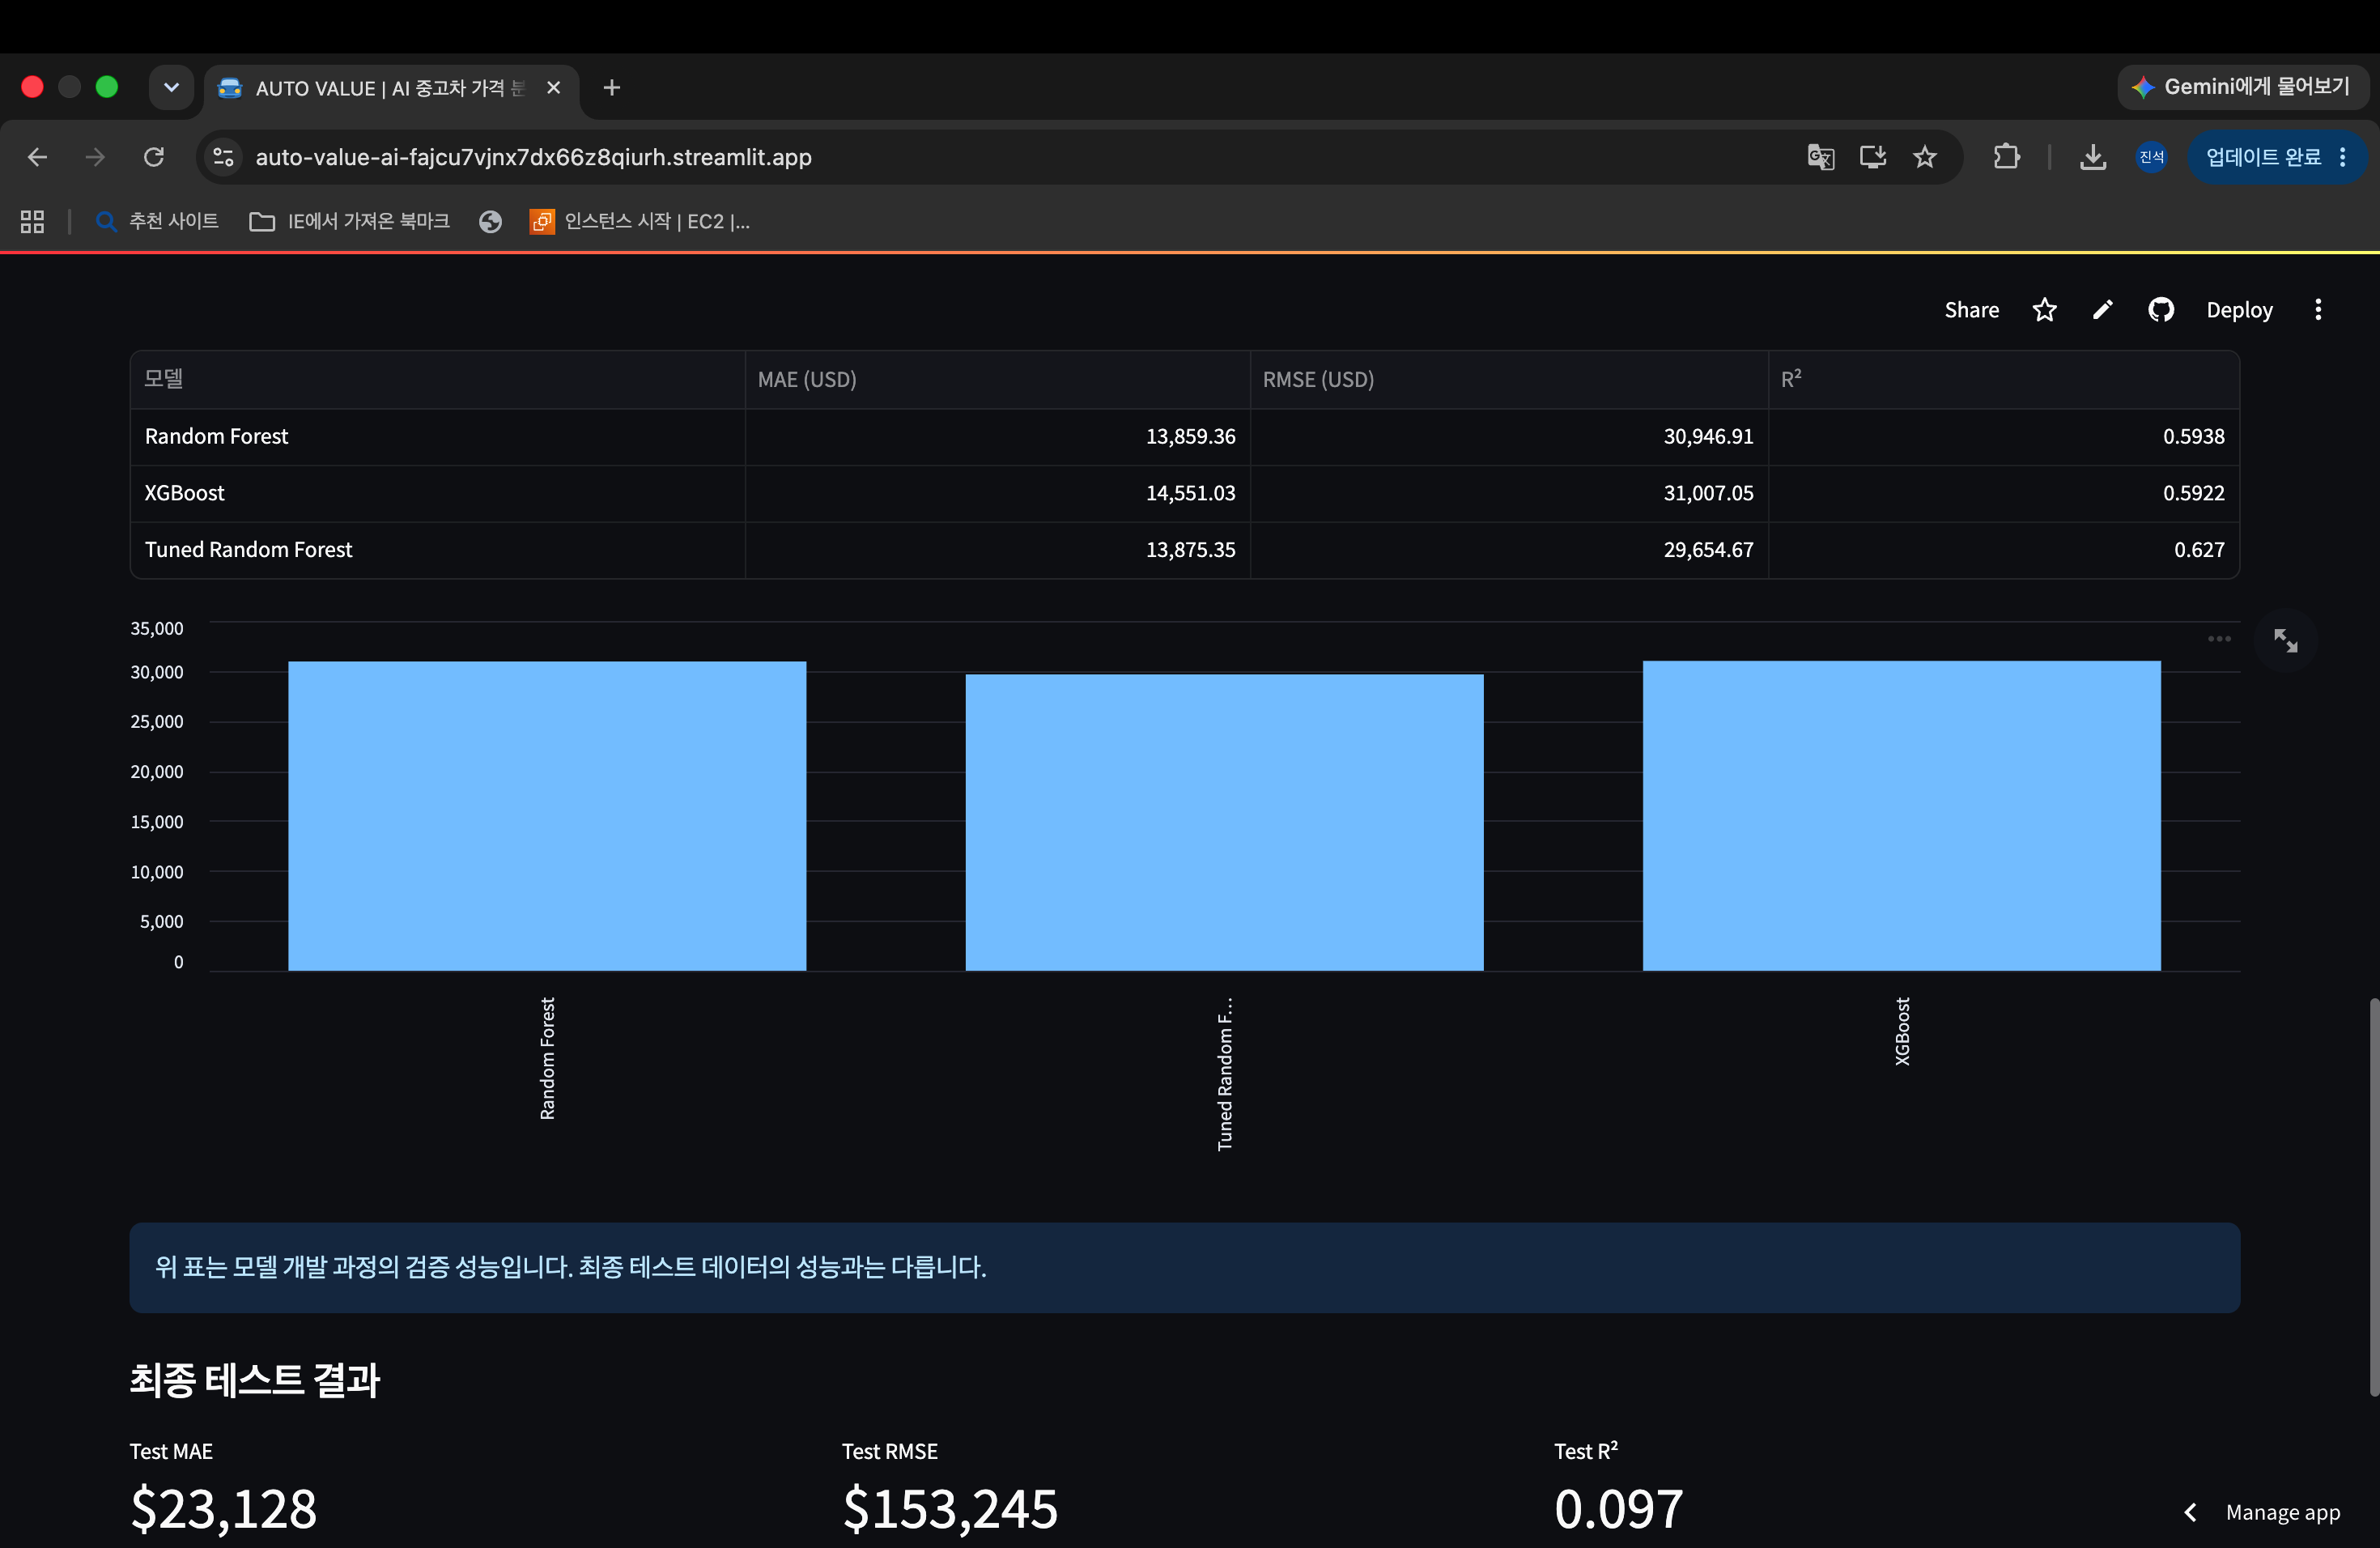 AUTO VALUE | AI 중고차 가격
Gemini에게 물어보기
auto-value-ai-fajcu7vjnx7dx66z8qiurh.streamlit.app
진석
업데이트 완료
추천 사이트
IE에서 가져온 북마크
인스턴스 시작 | EC2 |...
Share
Deploy
모델 MAE (USD) RMSE (USD) R²
Random Forest 13,859.36 30,946.91 0.5938
XGBoost 14,551.03 31,007.05 0.5922
Tuned Random Forest 13,875.35 29,654.67 0.627
35,000
30,000
25,000
20,000
15,000
10,000
5,000
0
Random Forest
Tuned Random F…
XGBoost
위 표는 모델 개발 과정의 검증 성능입니다. 최종 테스트 데이터의 성능과는 다릅니다.
최종 테스트 결과
Test MAE Test RMSE Test R²
$23,128 $153,245 0.097
Manage app